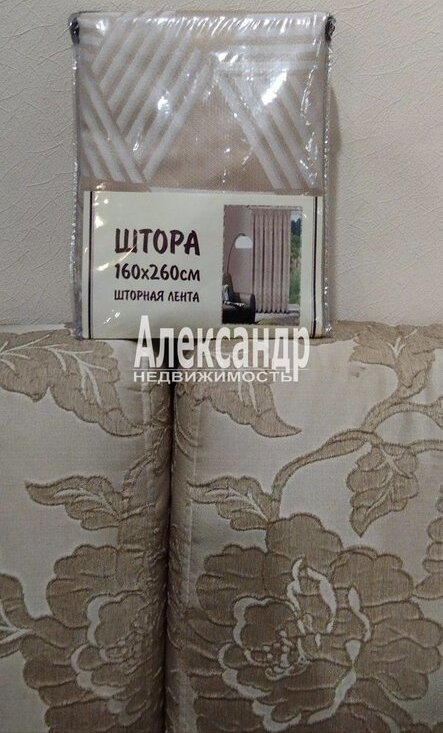 ШТОРА
160х260см
ШТОРНАЯ ЛЕНТА
Александр
НЕДВИЖИМОСТЬ